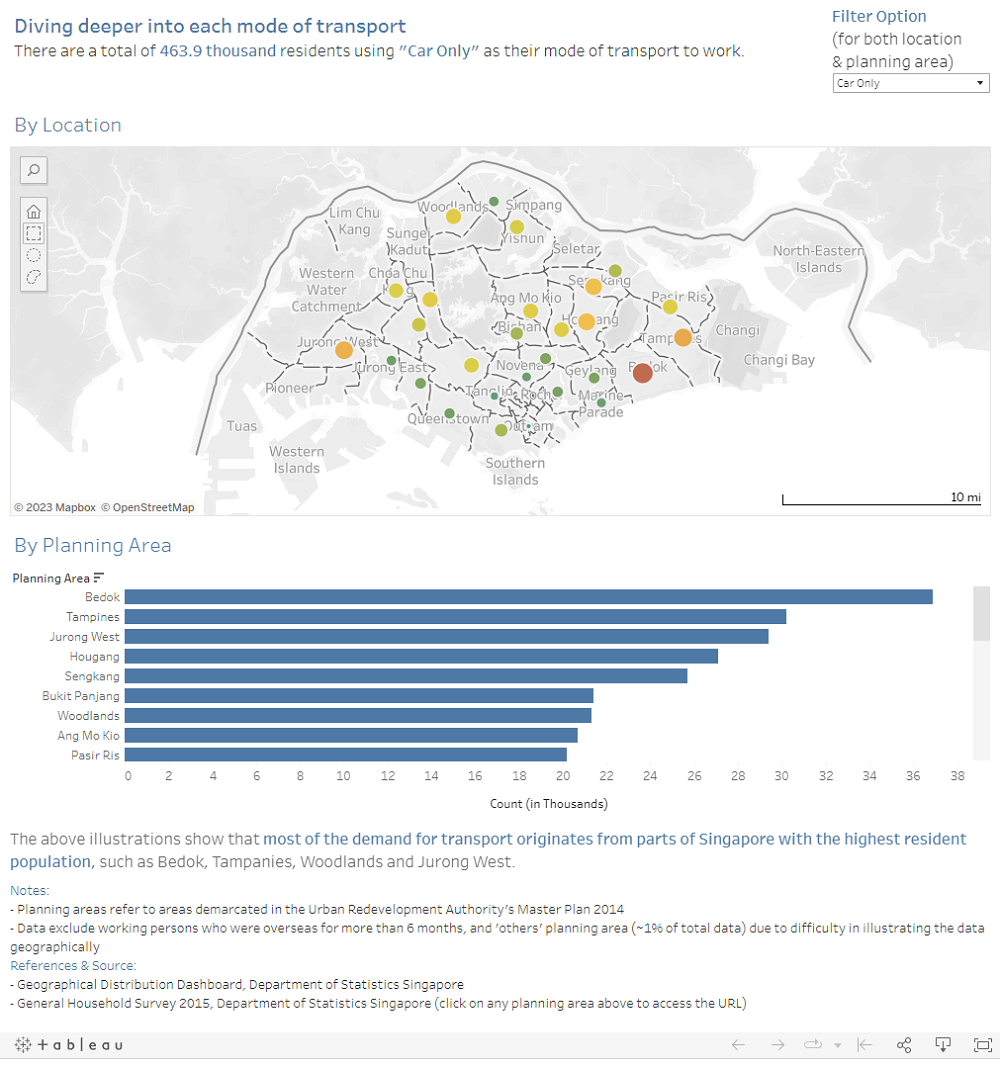 Diving deeper into each mode of transport
There are a total of 463.9 thousand residents using "Car Only" as their mode of transport to work.
Filter Option
(for both location
& planning area)
Car Only
By Location
Lim Chu
Kang
Woodlands
Simpang
Sungei
Kadut
Yishun
Seletar
North-Eastern
Islands
Western
Water
Catchment
Choa Chu
Kang
Sengkang
Ang Mo Kio
Pasir Ris
Hougang
Bishan
Changi
Tampines
Jurong West
Changi Bay
Jurong East
Novena
Geylang
Bedok
Pioneer
Tanglin
Roch
Marine
Parade
Queenstown
Outram
Tuas
Western
Islands
Southern
Islands
© 2023 Mapbox © OpenStreetMap
10 mi
By Planning Area
Planning Area
Bedok
Tampines
Jurong West
Hougang
Sengkang
Bukit Panjang
Woodlands
Ang Mo Kio
Pasir Ris
0 2 4 6 8 10 12 14 16 18 20 22 24 26 28 30 32 34 36 38
Count (in Thousands)
The above illustrations show that most of the demand for transport originates from parts of Singapore with the highest resident
population, such as Bedok, Tampanies, Woodlands and Jurong West.
Notes:
- Planning areas refer to areas demarcated in the Urban Redevelopment Authority's Master Plan 2014
- Data exclude working persons who were overseas for more than 6 months, and 'others' planning area (~1% of total data) due to difficulty in illustrating the data
geographically
References & Source:
- Geographical Distribution Dashboard, Department of Statistics Singapore
- General Household Survey 2015, Department of Statistics Singapore (click on any planning area above to access the URL)
+ a b l e a u